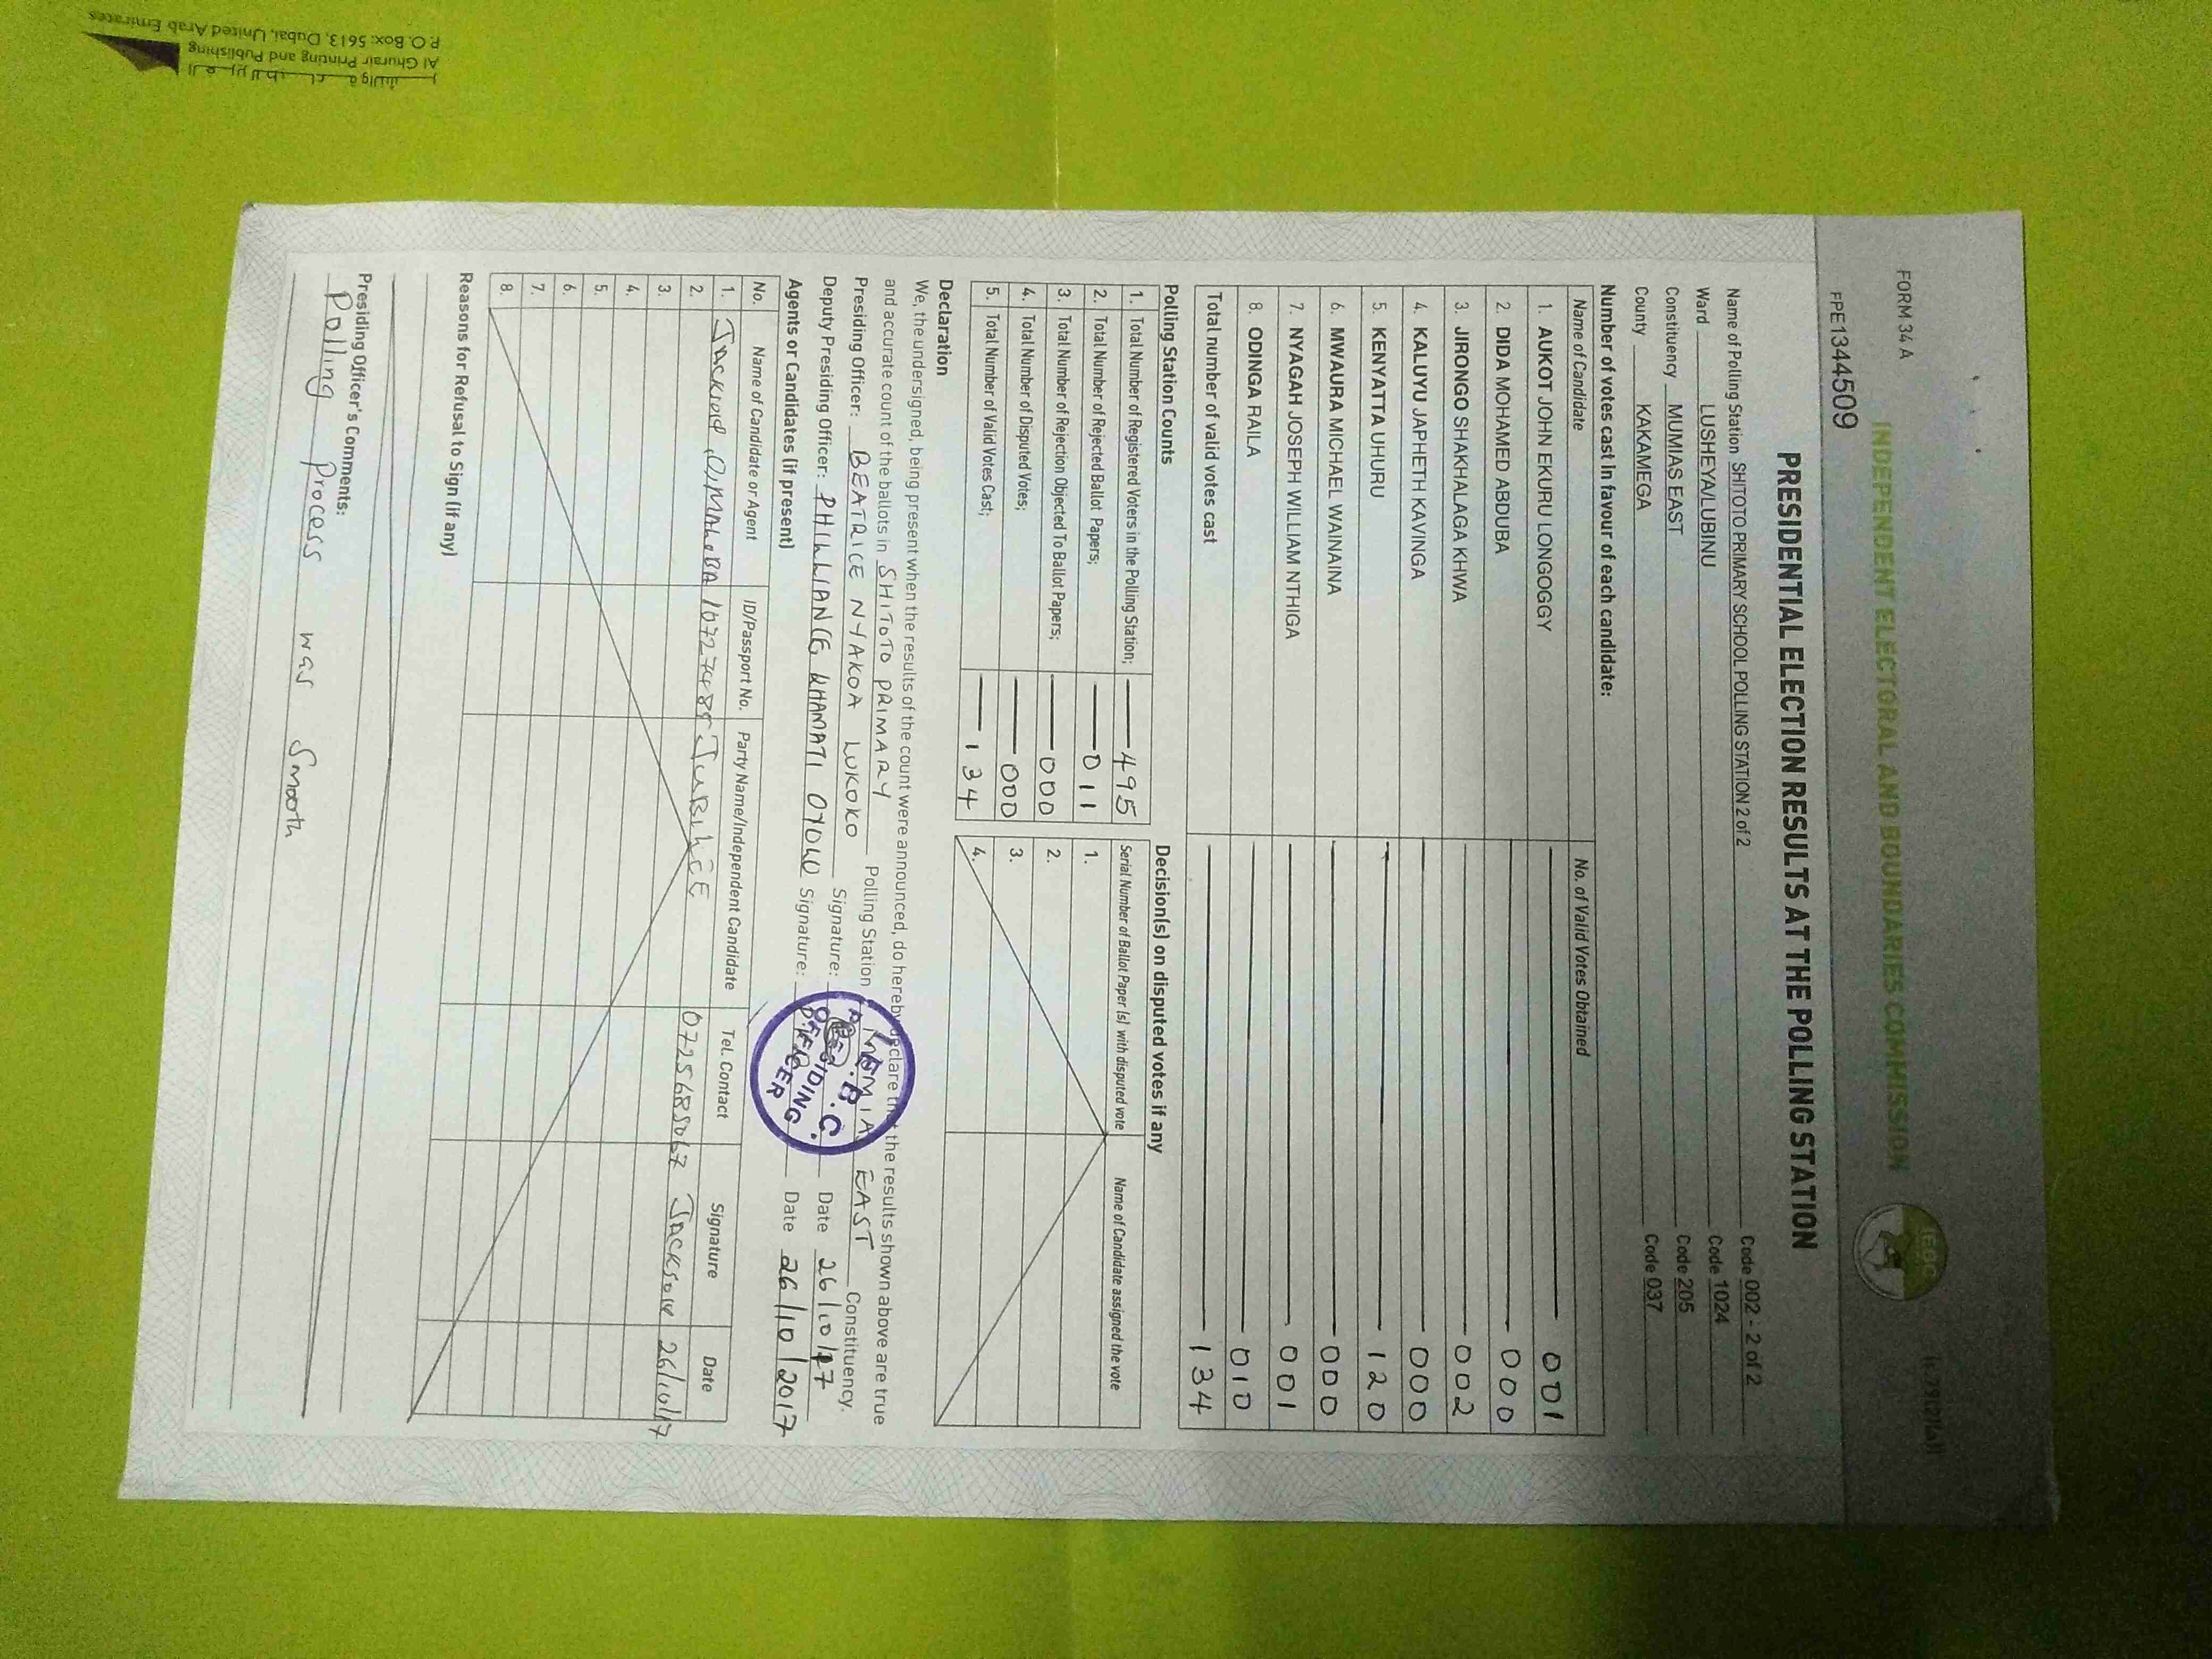 FORM 34 A
INDEPENDENT ELECTORAL AND BOUNDARIES COMMISSION
IEBC
FPE1344509
PRESIDENTIAL ELECTION RESULTS AT THE POLLING STATION
Name of Polling Station SHITOTO PRIMARY SCHOOL POLLING STATION 2 of 2 Code 002 - 2 of 2
Ward LUSHEYA/LUBINU Code 1024
Constituency MUMIAS EAST Code 205
County KAKAMEGA Code 037
Number of votes cast in favour of each candidate:
Name of Candidate No. of Valid Votes Obtained
1. AUKOT JOHN EKURU LONGOGGY 001
2. DIDA MOHAMED ABDUBA 000
3. JIRONGO SHAKHALAGA KHWA 002
4. KALUYU JAPHETH KAVINGA 000
5. KENYATTA UHURU 120
6. MWAURA MICHAEL WAINAINA 000
7. NYAGAH JOSEPH WILLIAM NTHIGA 001
8. ODINGA RAILA 010
Total number of valid votes cast 134
Polling Station Counts
1. Total Number of Registered Voters in the Polling Station; 495
2. Total Number of Rejected Ballot Papers; 011
3. Total Number of Rejection Objected To Ballot Papers; 000
4. Total Number of Disputed Votes; 000
5. Total Number of Valid Votes Cast; 134
Decision(s) on disputed votes if any
Serial Number of Ballot Paper (s) with disputed vote Name of Candidate assigned the vote
1.
2.
3.
4.
Declaration
We, the undersigned, being present when the results of the count were announced, do hereby declare that the results shown above are true
and accurate count of the ballots in SHITOTO PRIMARY Polling Station MUMIAS EAST Constituency.
Presiding Officer: BEATRICE NYAKOA LUKOKO Signature: Date 26/10/17
Deputy Presiding Officer: PHILLIANCE KHAMATI OYOLO Signature: Date 26/10/2017
I.E.B.C.
PRESIDING
OFFICER
Agents or Candidates (if present)
No. Name of Candidate or Agent ID/Passport No. Party Name/Independent Candidate Tel. Contact Signature Date
1. Jackson 26/10/17
2.
3.
4.
5.
6.
7.
8.
Reasons for Refusal to Sign (if any)
Presiding Officer's Comments:
Polling process was Smooth
Al Ghurair Printing and Publishing
P.O. Box: 5613, Dubai, United Arab Emirates